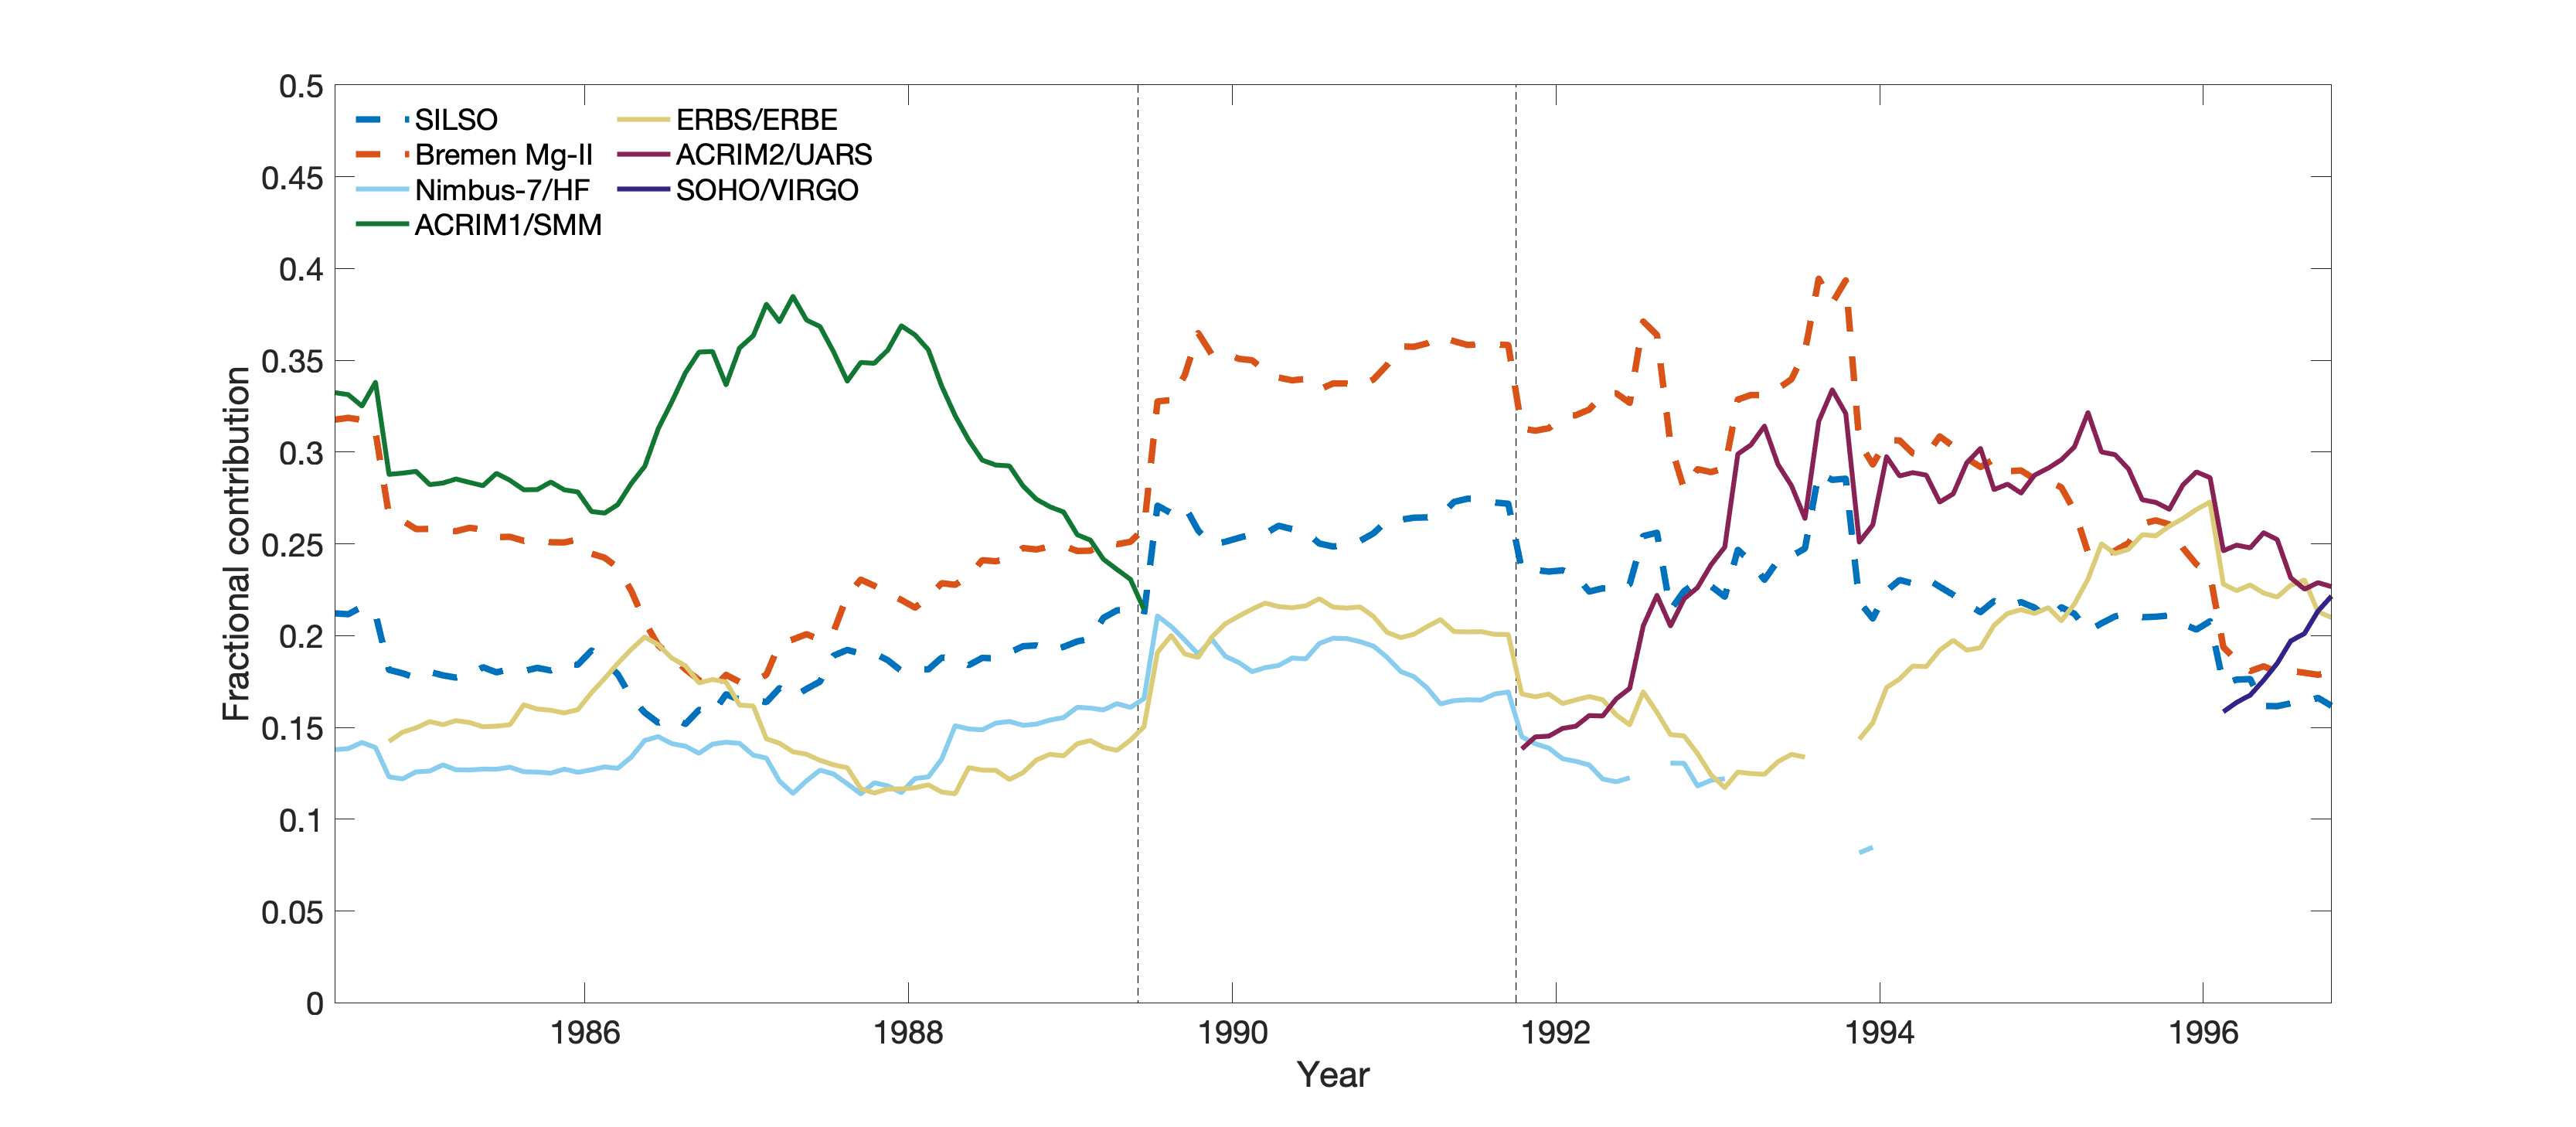 0.5
0.45
0.4
0.35
0.3
0.25
0.2
0.15
0.1
0.05
0
Fractional contribution
SILSO
Bremen Mg-II
Nimbus-7/HF
ACRIM1/SMM
ERBS/ERBE
ACRIM2/UARS
SOHO/VIRGO
1986
1988
1990
1992
1994
1996
Year